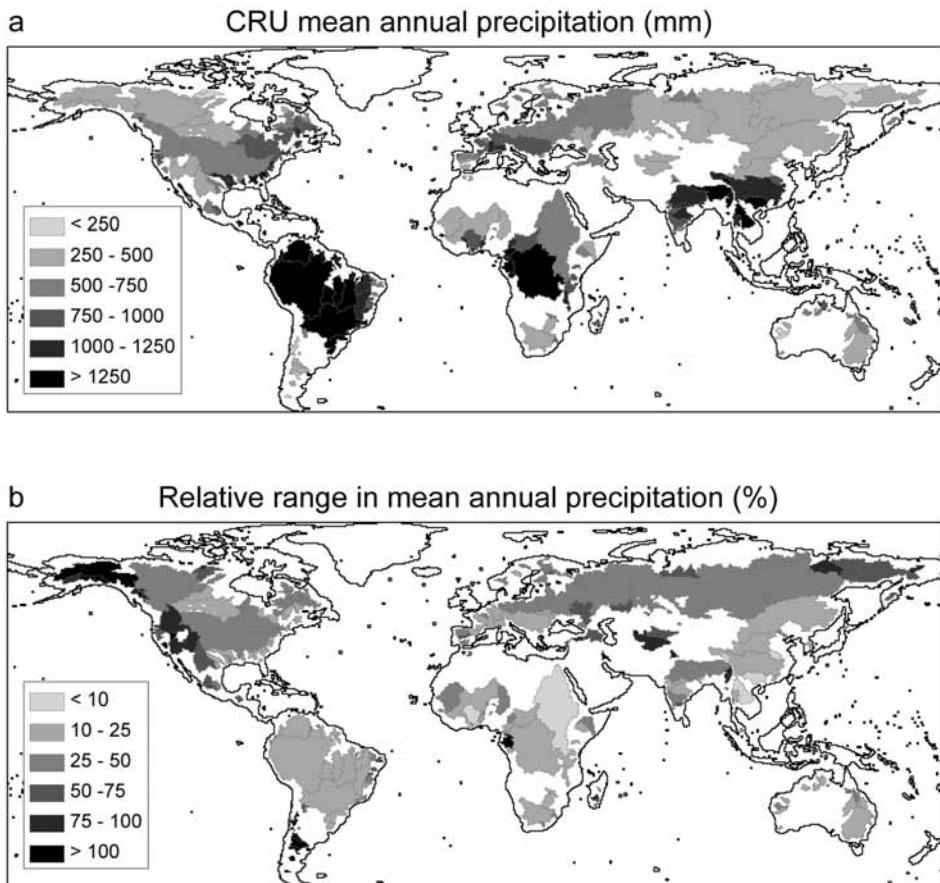 a
CRU mean annual precipitation (mm)
< 250
250 - 500
500 -750
750 - 1000
1000 - 1250
> 1250
b
Relative range in mean annual precipitation (%)
< 10
10 - 25
25 - 50
50 -75
75 - 100
> 100